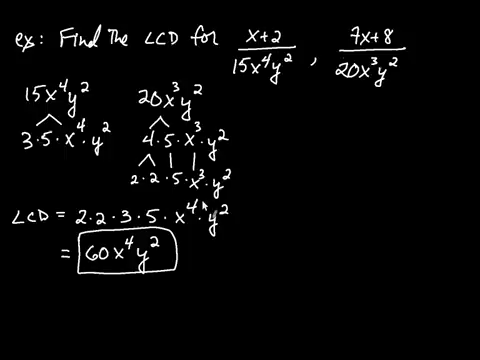 ex: Find the LCD for x+2/15x⁴y², 7x+8/20x³y²
15x⁴y² 20x³y²
3·5·x⁴·y² 4·5·x³·y²
2·2·5·x³·y²
LCD = 2·2·3·5·x⁴·y²
= 60x⁴y²